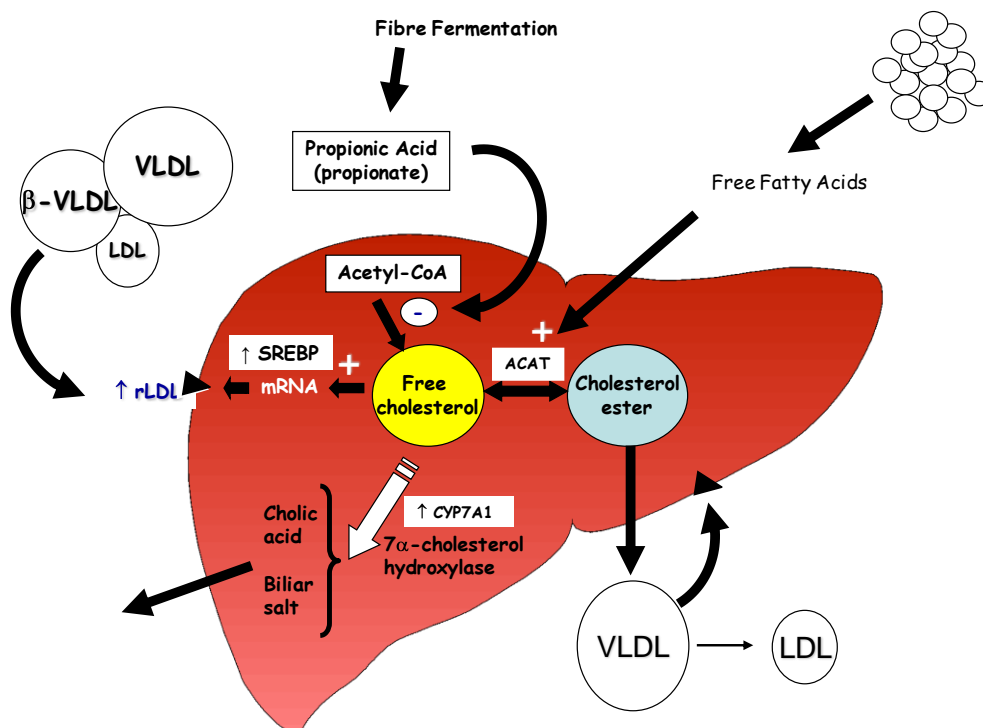 Fibre Fermentation
Propionic Acid
(propionate)
Free Fatty Acids
VLDL
β-VLDL
LDL
Acetyl-CoA
-
+
↑ SREBP
+
mRNA
↑ rLDL
ACAT
Free
cholesterol
Cholesterol
ester
↑ CYP7A1
7α-cholesterol
hydroxylase
Cholic
acid
Biliar
salt
VLDL
LDL